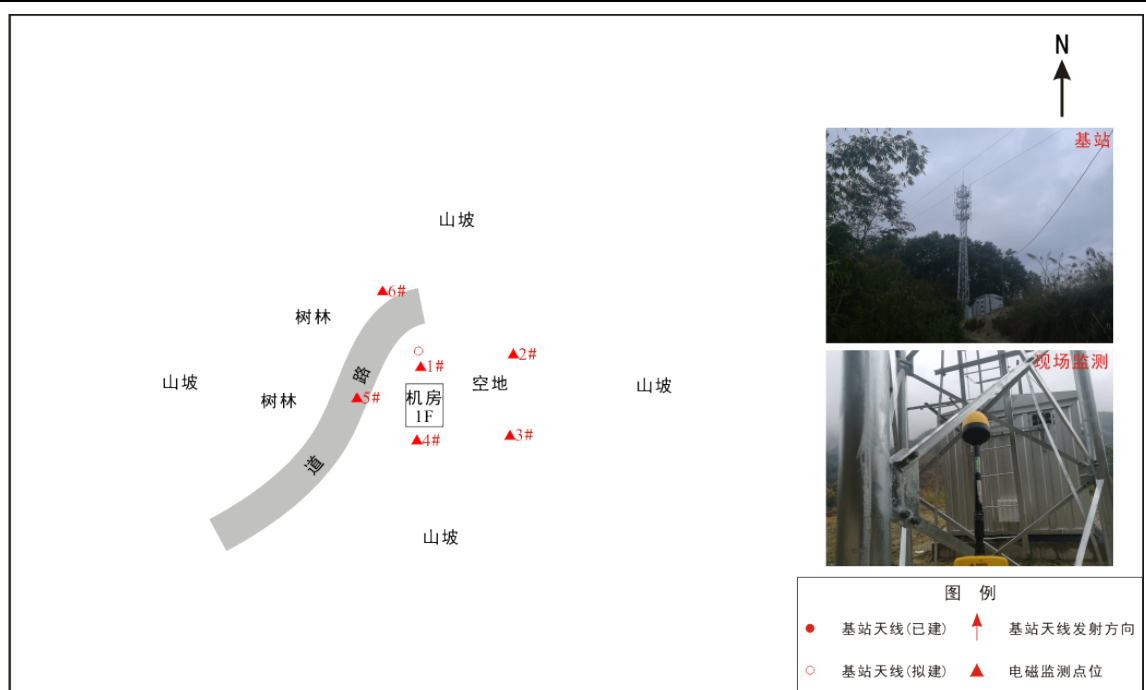 N
基站
山坡
▲6#
树林
▲2#
▲1#
现场监测
路
山坡
空地
山坡
树林
▲5#
机房
1F
▲3#
▲4#
道
山坡
图 例
基站天线(已建)
基站天线发射方向
基站天线(拟建)
电磁监测点位